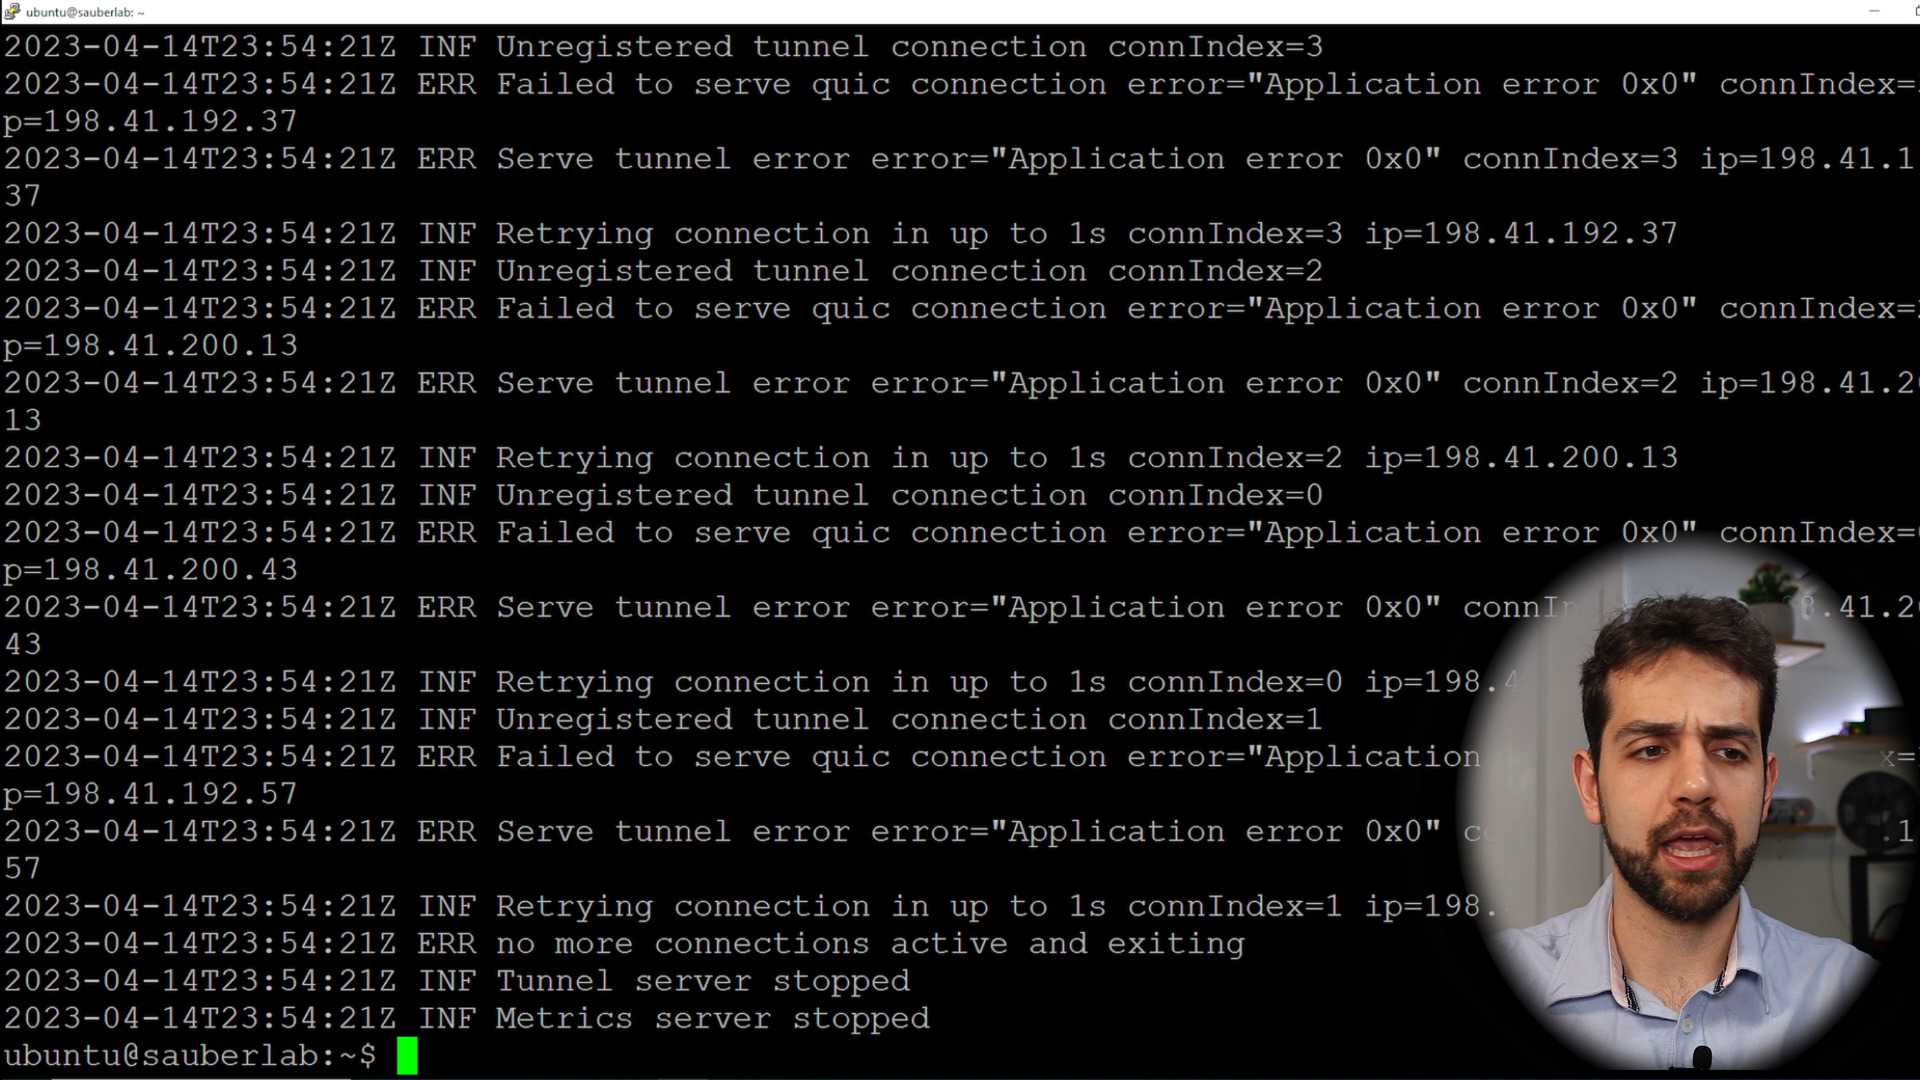 ubuntu@sauberlab: ~
2023-04-14T23:54:21Z INF Unregistered tunnel connection connIndex=3
2023-04-14T23:54:21Z ERR Failed to serve quic connection error="Application error 0x0" connIndex=
p=198.41.192.37
2023-04-14T23:54:21Z ERR Serve tunnel error error="Application error 0x0" connIndex=3 ip=198.41.1
37
2023-04-14T23:54:21Z INF Retrying connection in up to 1s connIndex=3 ip=198.41.192.37
2023-04-14T23:54:21Z INF Unregistered tunnel connection connIndex=2
2023-04-14T23:54:21Z ERR Failed to serve quic connection error="Application error 0x0" connIndex=
p=198.41.200.13
2023-04-14T23:54:21Z ERR Serve tunnel error error="Application error 0x0" connIndex=2 ip=198.41.2
13
2023-04-14T23:54:21Z INF Retrying connection in up to 1s connIndex=2 ip=198.41.200.13
2023-04-14T23:54:21Z INF Unregistered tunnel connection connIndex=0
2023-04-14T23:54:21Z ERR Failed to serve quic connection error="Application error 0x0" connIndex=
p=198.41.200.43
2023-04-14T23:54:21Z ERR Serve tunnel error error="Application error 0x0" connIn 8.41.2
43
2023-04-14T23:54:21Z INF Retrying connection in up to 1s connIndex=0 ip=198.4
2023-04-14T23:54:21Z INF Unregistered tunnel connection connIndex=1
2023-04-14T23:54:21Z ERR Failed to serve quic connection error="Application x=
p=198.41.192.57
2023-04-14T23:54:21Z ERR Serve tunnel error error="Application error 0x0" c .1
57
2023-04-14T23:54:21Z INF Retrying connection in up to 1s connIndex=1 ip=198.
2023-04-14T23:54:21Z ERR no more connections active and exiting
2023-04-14T23:54:21Z INF Tunnel server stopped
2023-04-14T23:54:21Z INF Metrics server stopped
ubuntu@sauberlab:~$